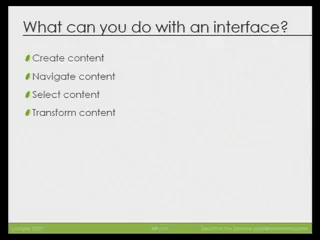 What can you do with an interface?
Create content
Navigate content
Select content
Transform content